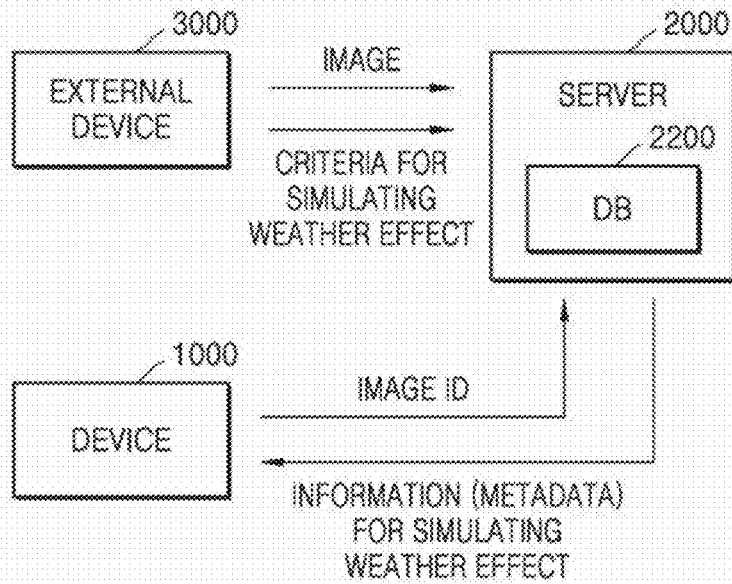 3000
EXTERNAL
DEVICE
IMAGE
CRITERIA FOR
SIMULATING
WEATHER EFFECT
2000
SERVER
2200
DB
1000
DEVICE
IMAGE ID
INFORMATION (METADATA)
FOR SIMULATING
WEATHER EFFECT